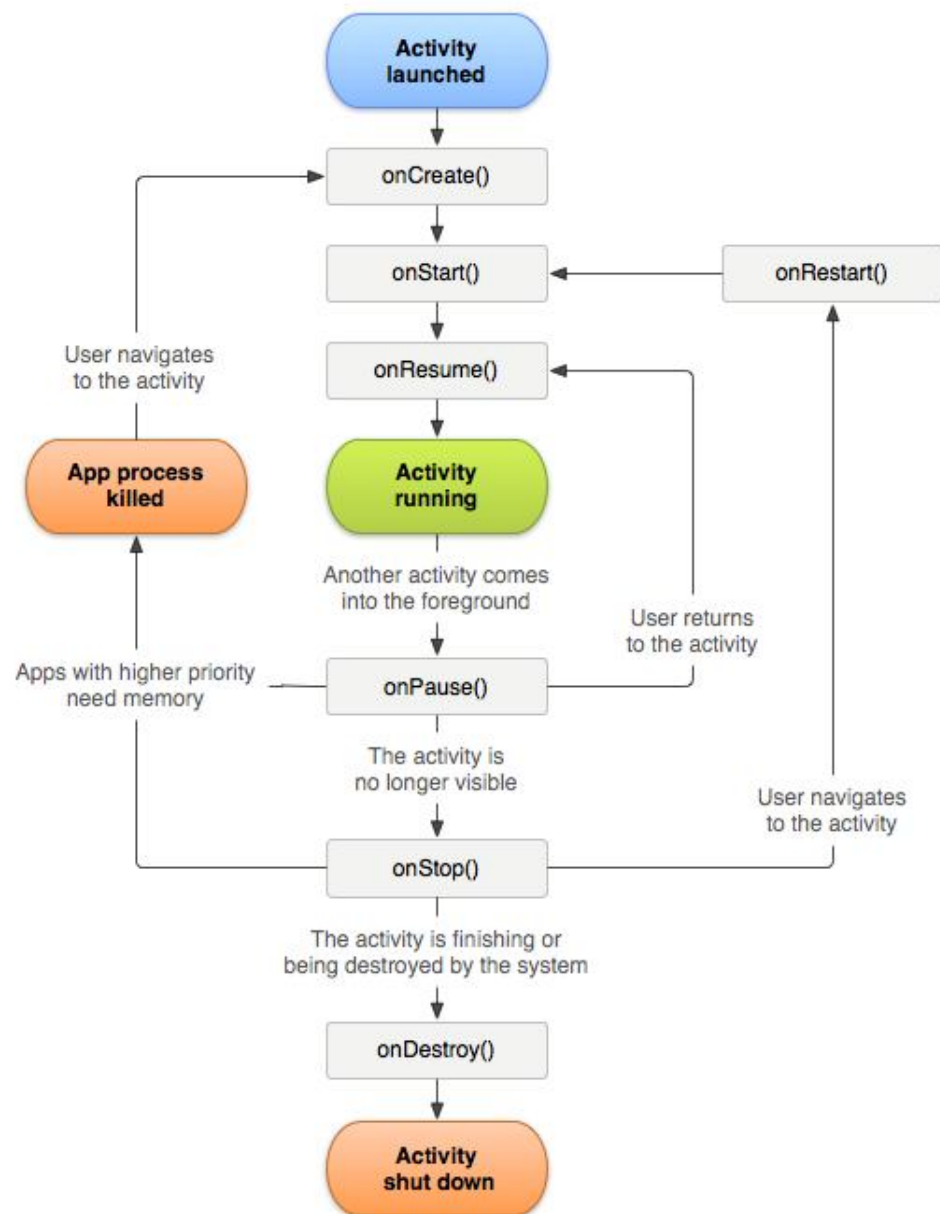 Activity
launched
onCreate()
onStart()
onRestart()
User navigates
to the activity
onResume()
App process
killed
Activity
running
Another activity comes
into the foreground
User returns
to the activity
Apps with higher priority
need memory
onPause()
The activity is
no longer visible
User navigates
to the activity
onStop()
The activity is finishing or
being destroyed by the system
onDestroy()
Activity
shut down